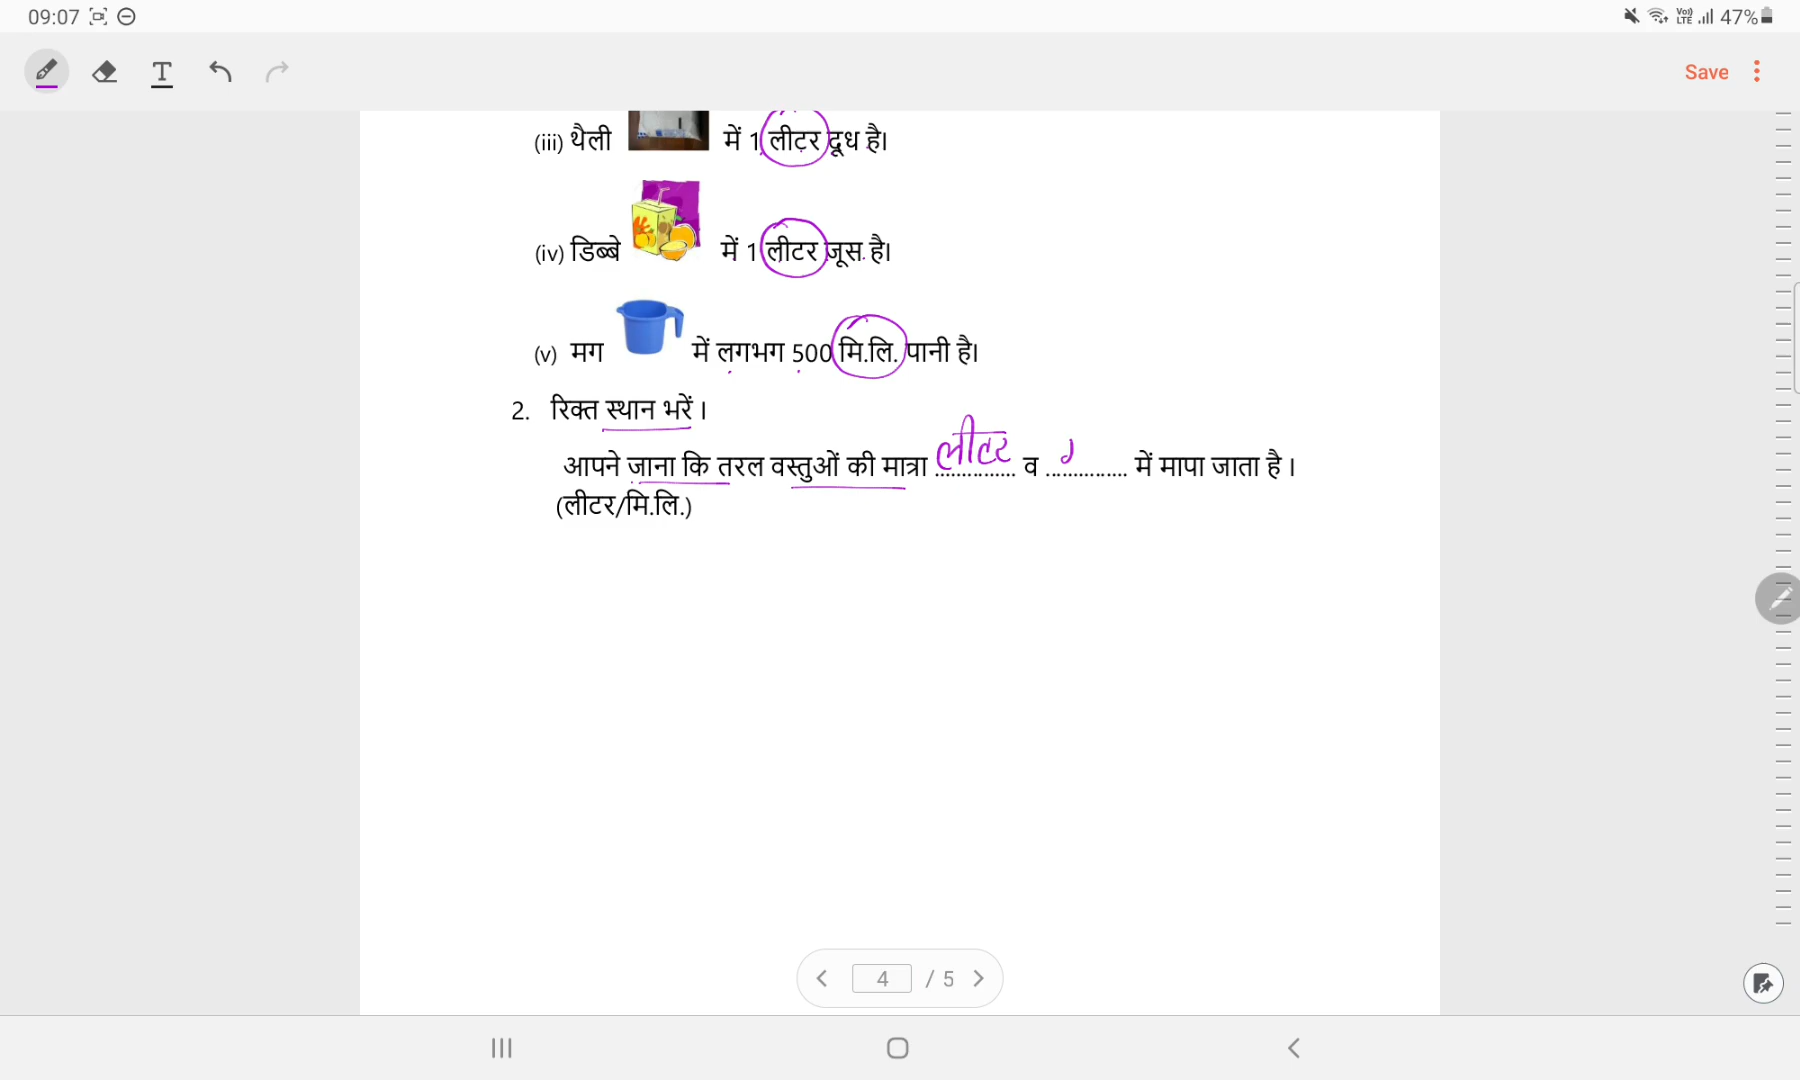 09:07
VoLTE 47%
T Save
(iii) थैली में 1 लीटर दूध है।
(iv) डिब्बे में 1 लीटर जूस है।
(v) मग में लगभग 500 मि.लि. पानी है।
2. रिक्त स्थान भरें ।
आपने जाना कि तरल वस्तुओं की मात्रा लीटर व .............. में मापा जाता है ।
(लीटर/मि.लि.)
4 / 5